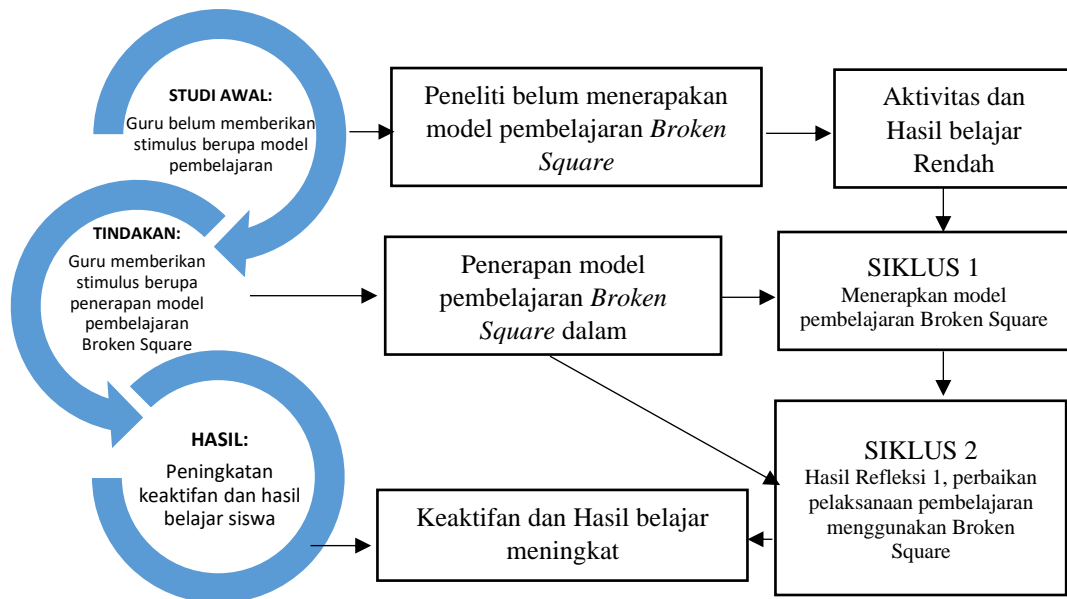 STUDI AWAL:
Guru belum memberikan
stimulus berupa model
pembelajaran
Peneliti belum menerapakan
model pembelajaran Broken
Square
Aktivitas dan
Hasil belajar
Rendah
TINDAKAN:
Guru memberikan
stimulus berupa
penerapan model
pembelajaran
Broken Square
Penerapan model
pembelajaran Broken
Square dalam
SIKLUS 1
Menerapkan model
pembelajaran Broken Square
HASIL:
Peningkatan
keaktifan dan hasil
belajar siswa
Keaktifan dan Hasil belajar
meningkat
SIKLUS 2
Hasil Refleksi 1, perbaikan
pelaksanaan pembelajaran
menggunakan Broken
Square